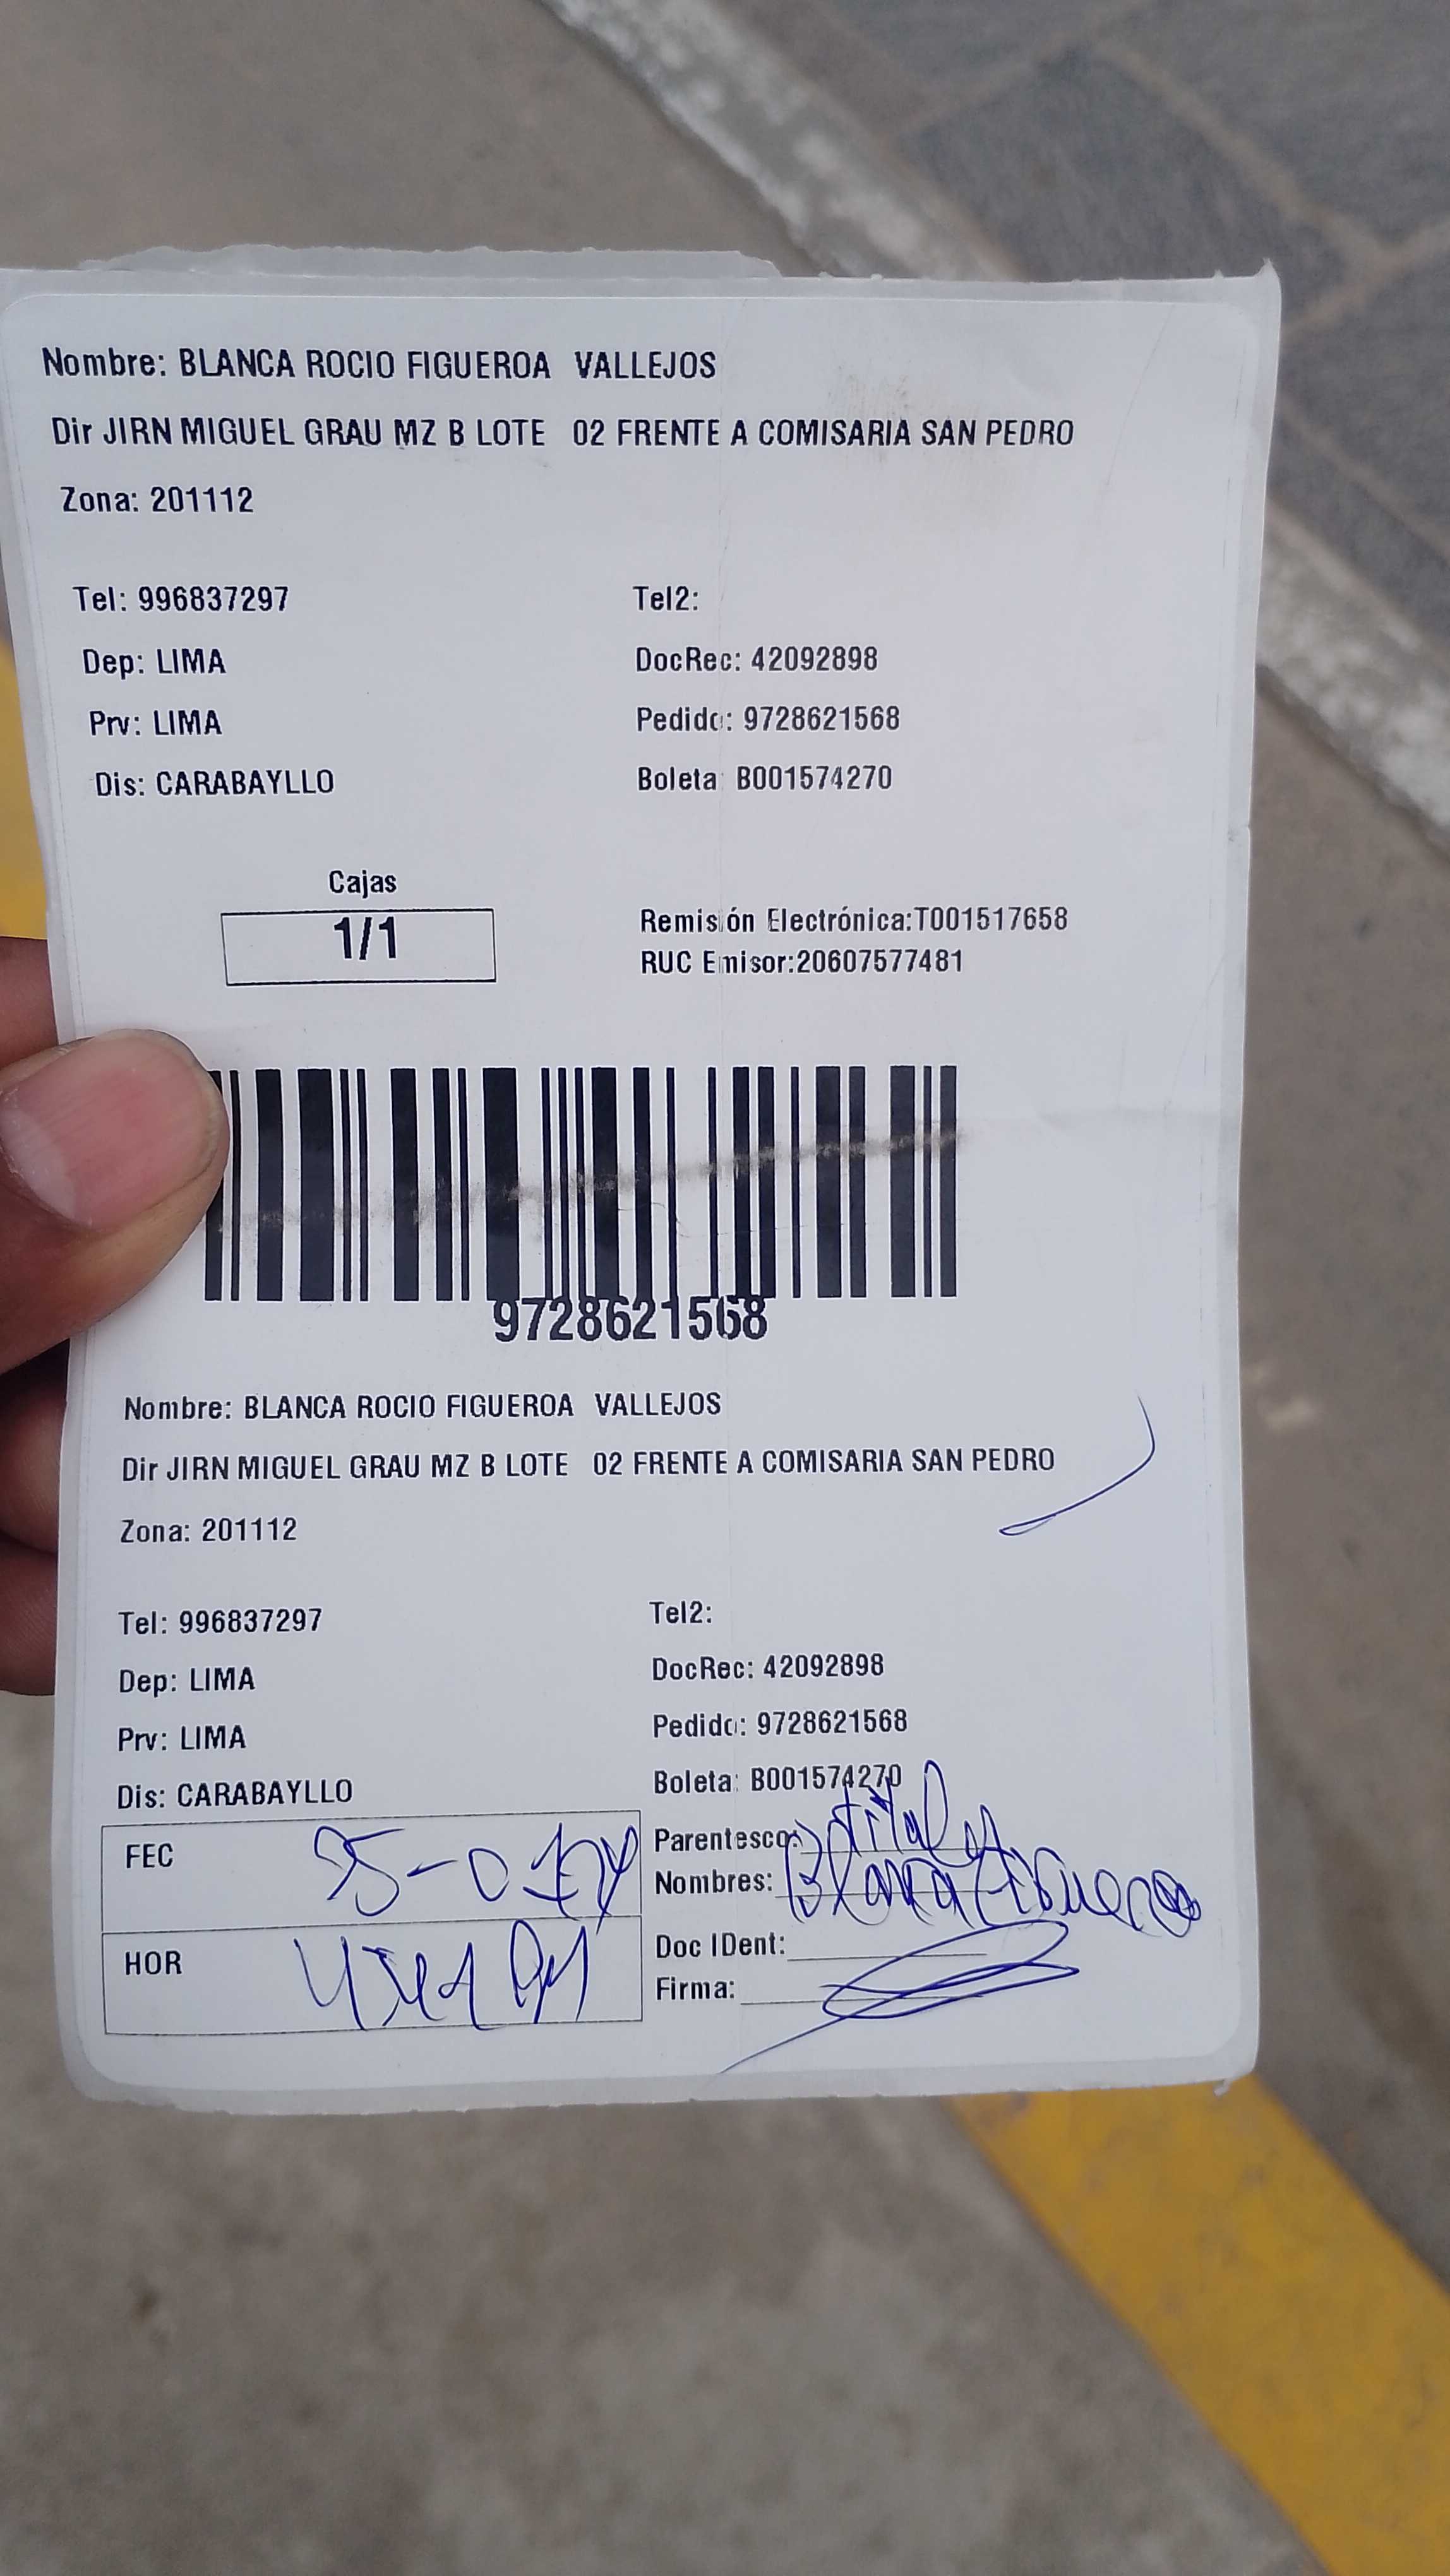 Nombre: BLANCA ROCIO FIGUEROA VALLEJOS
Dir JIRN MIGUEL GRAU MZ B LOTE 02 FRENTE A COMISARIA SAN PEDRO
Zona: 201112
Tel: 996837297 Tel2:
Dep: LIMA DocRec: 42092898
Prv: LIMA Pedido: 9728621568
Dis: CARABAYLLO Boleta: B001574270
Cajas
1/1
Remisión Electrónica:T001517658
RUC Emisor:20607577481
9728621568
Nombre: BLANCA ROCIO FIGUEROA VALLEJOS
Dir JIRN MIGUEL GRAU MZ B LOTE 02 FRENTE A COMISARIA SAN PEDRO
Zona: 201112
Tel: 996837297 Tel2:
Dep: LIMA DocRec: 42092898
Prv: LIMA Pedido: 9728621568
Dis: CARABAYLLO Boleta: B001574270
FEC
Parentesco: titular
Nombres: Blanca Figueroa
HOR
Doc IDent:
Firma: